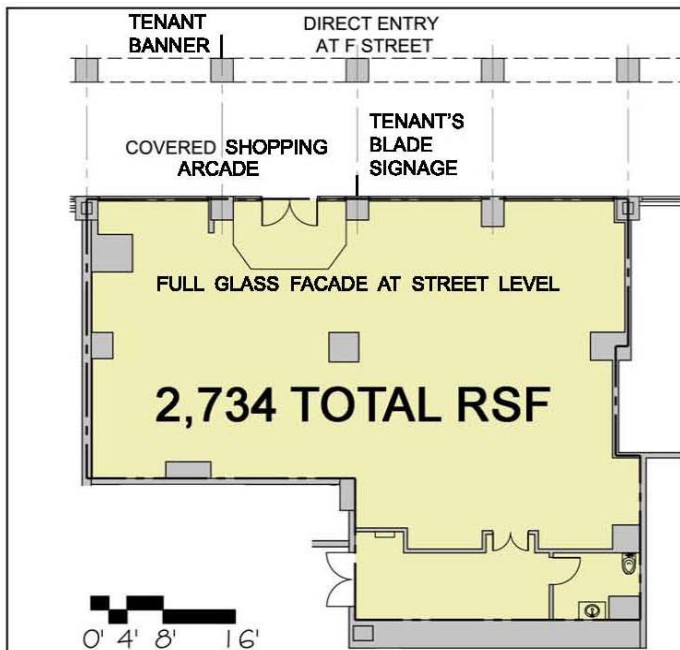 TENANT
BANNER
DIRECT ENTRY
AT F STREET
COVERED SHOPPING
ARCADE
TENANT'S
BLADE
SIGNAGE
FULL GLASS FACADE AT STREET LEVEL
2,734 TOTAL RSF
0' 4' 8' 16'